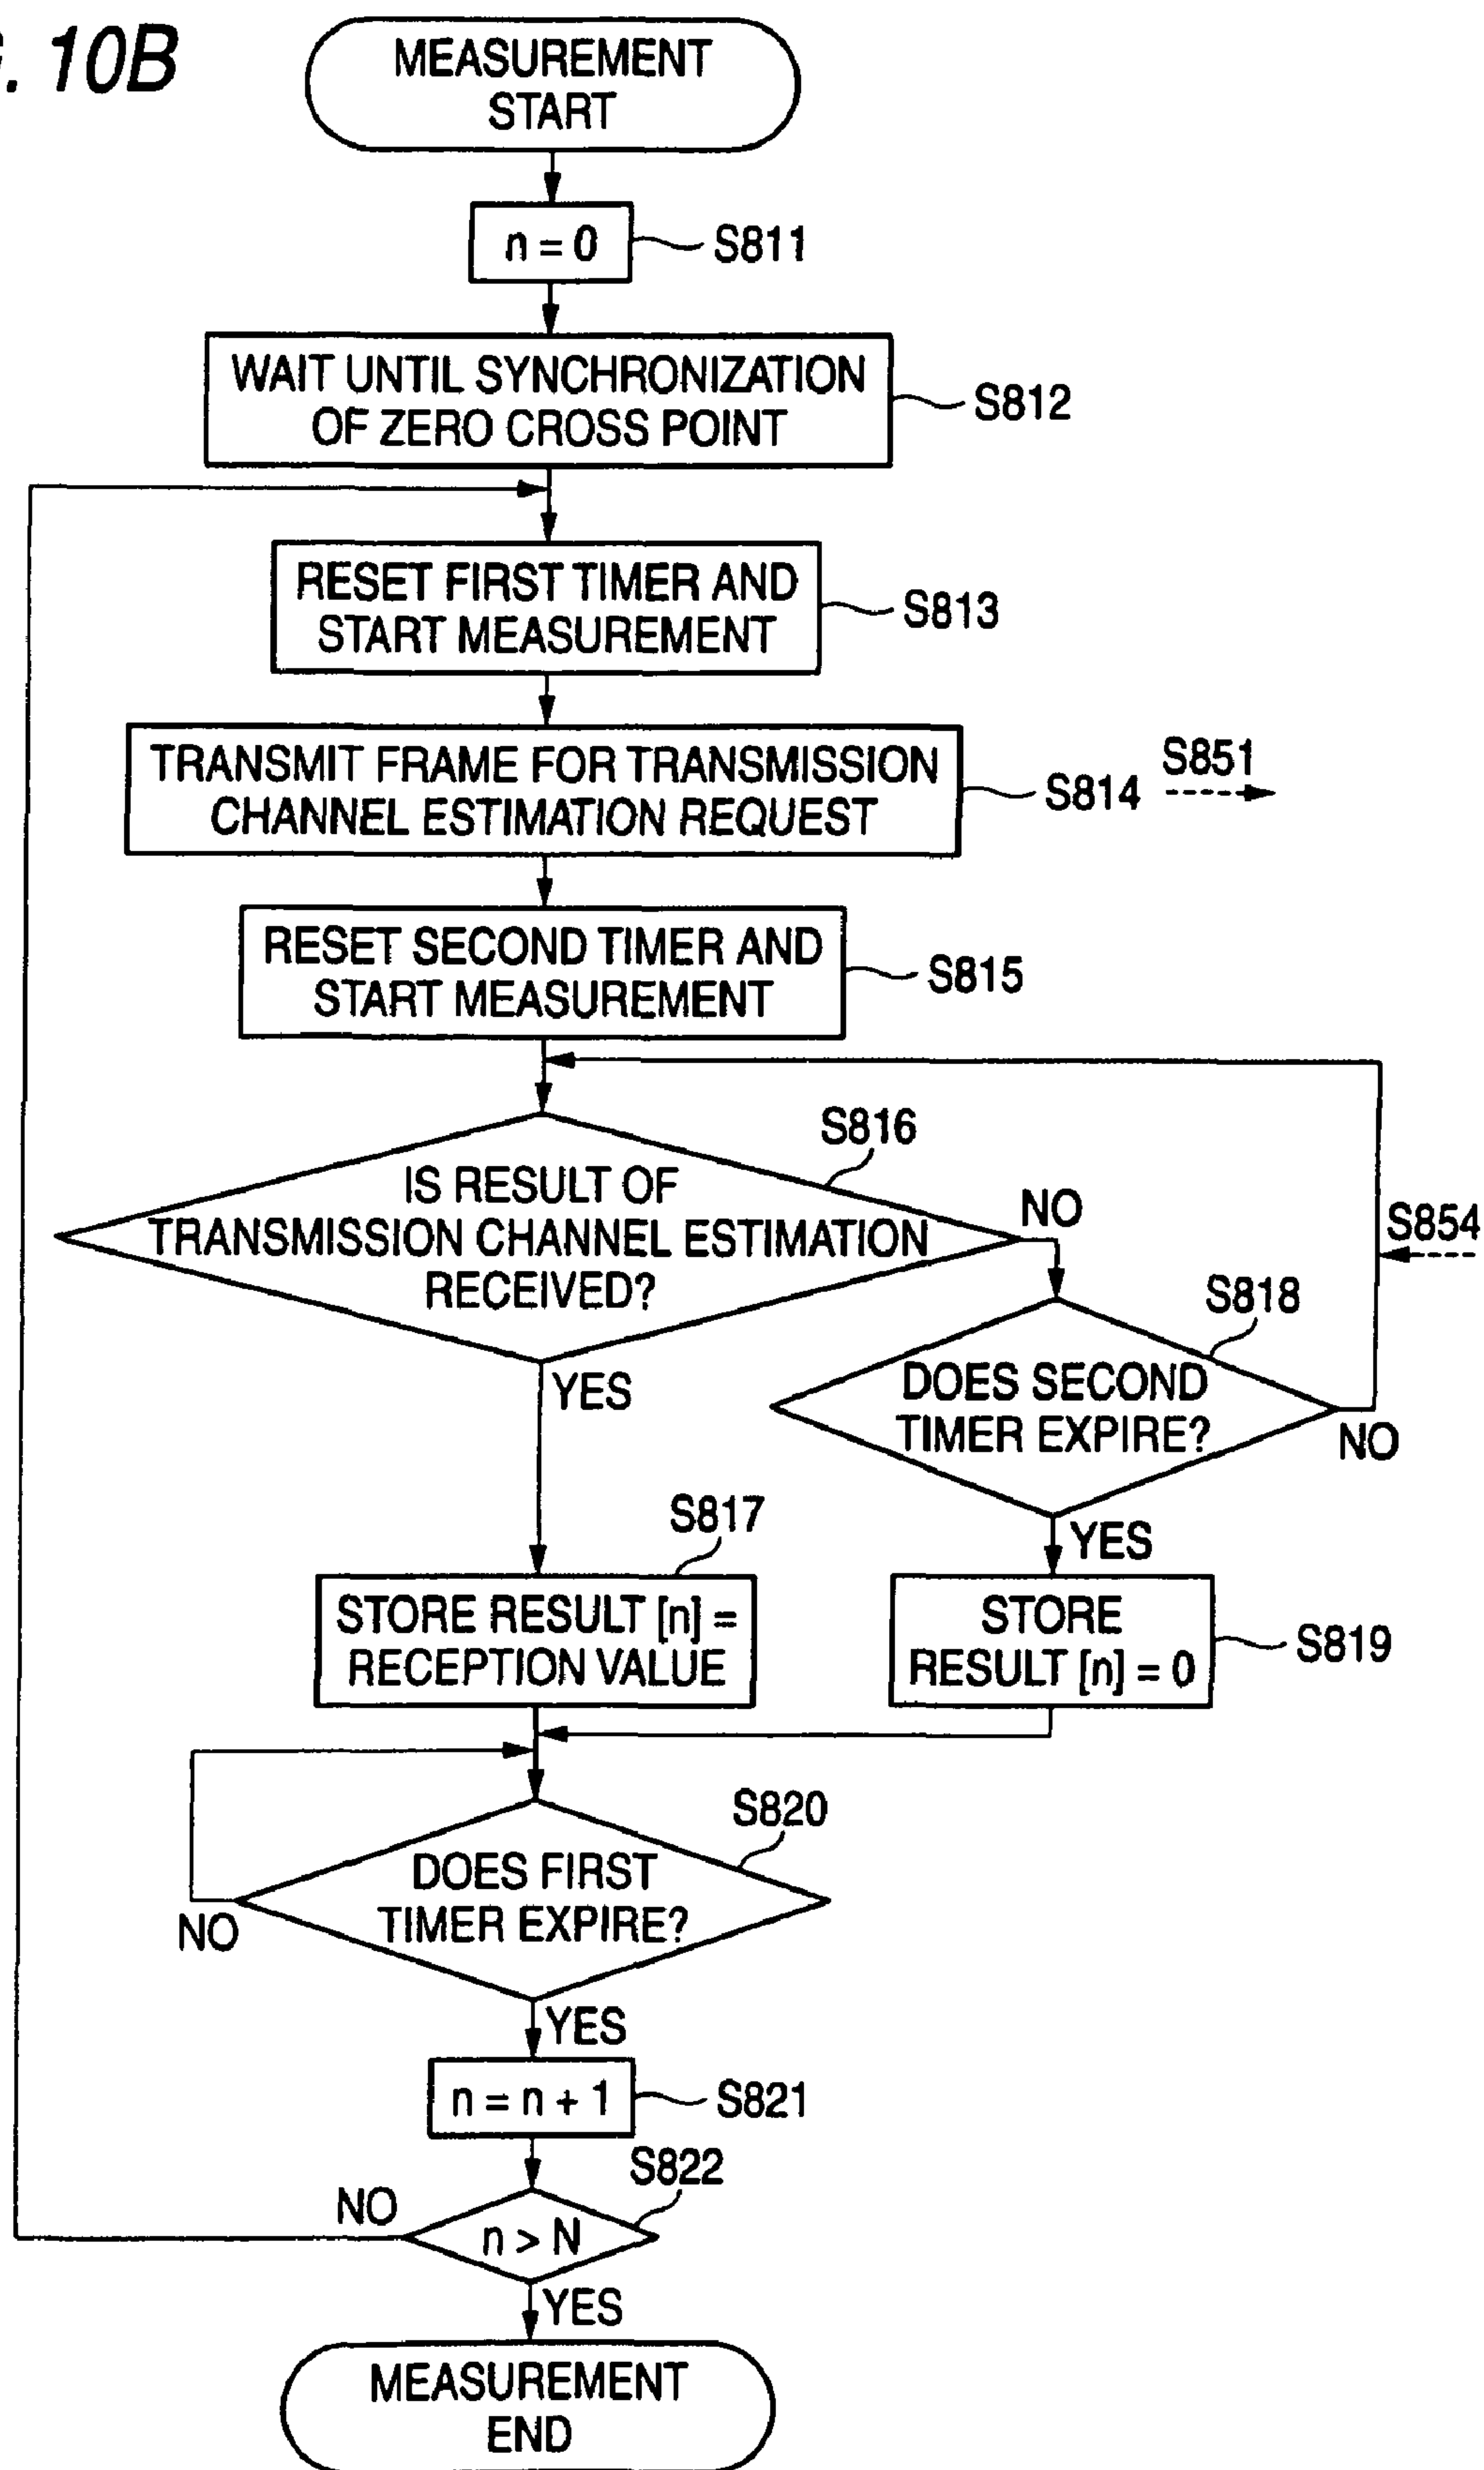 . 10B
MEASUREMENT
START
n = 0
S811
WAIT UNTIL SYNCHRONIZATION
OF ZERO CROSS POINT
S812
RESET FIRST TIMER AND
START MEASUREMENT
S813
TRANSMIT FRAME FOR TRANSMISSION
CHANNEL ESTIMATION REQUEST
S814
S851
RESET SECOND TIMER AND
START MEASUREMENT
S815
S816
IS RESULT OF
TRANSMISSION CHANNEL ESTIMATION
RECEIVED?
NO
S854
YES
S818
DOES SECOND
TIMER EXPIRE?
NO
YES
S817
STORE RESULT [n] =
RECEPTION VALUE
STORE
RESULT [n] = 0
S819
S820
DOES FIRST
TIMER EXPIRE?
NO
YES
n = n + 1
S821
S822
NO
n > N
YES
MEASUREMENT
END